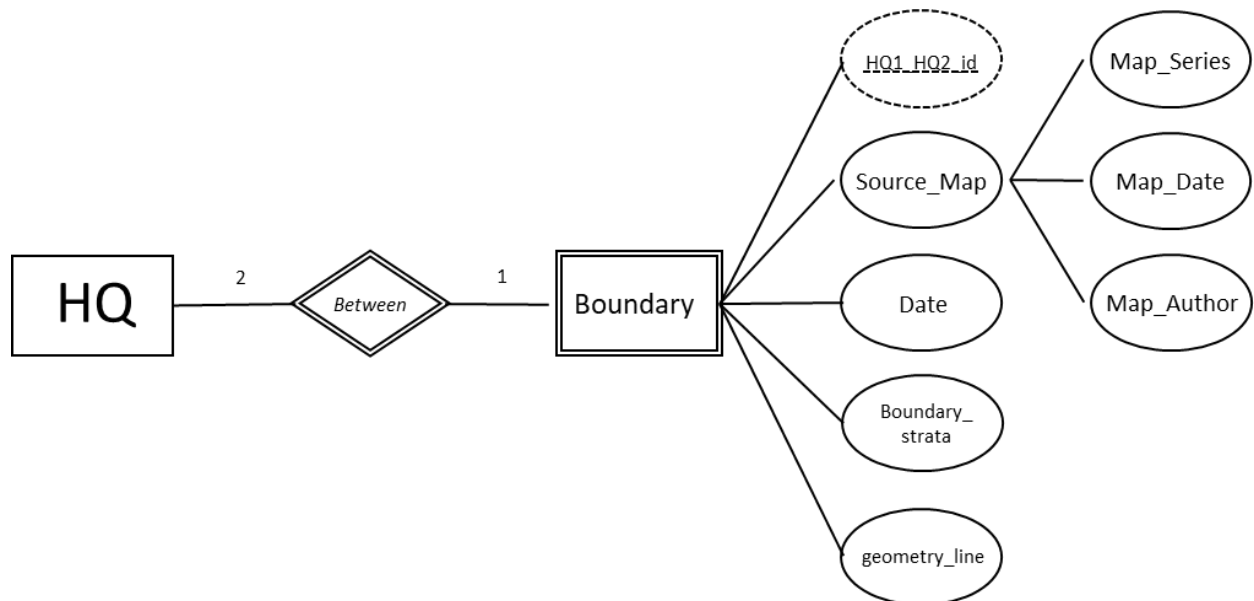 HQ
2
Between
1
Boundary
HQ1_HQ2_id
Source_Map
Date
Boundary_
strata
geometry_line
Map_Series
Map_Date
Map_Author